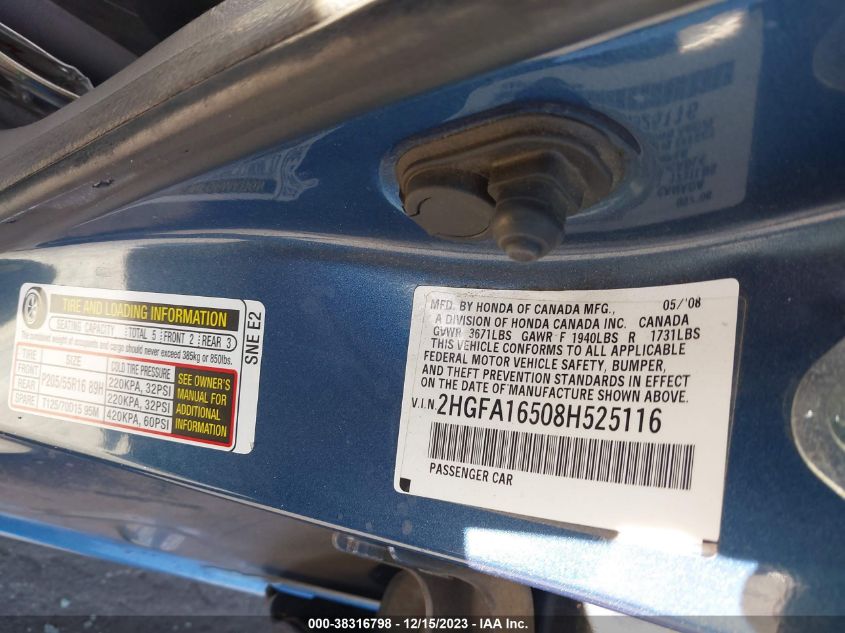 TIRE AND LOADING INFORMATION
SEATING CAPACITY TOTAL 5 FRONT 2 REAR 3
The combined weight of occupants and cargo should never exceed 385kg or 850lbs.
TIRE SIZE COLD TIRE PRESSURE
FRONT P205/55R16 89H 220KPA, 32PSI
REAR 220KPA, 32PSI
SPARE T125/70D15 95M 420KPA, 60PSI
SEE OWNER'S
MANUAL FOR
ADDITIONAL
INFORMATION
SNE E2
MFD. BY HONDA OF CANADA MFG., 05/'08
A DIVISION OF HONDA CANADA INC. CANADA
GVWR 3671LBS GAWR F 1940LBS R 1731LBS
THIS VEHICLE CONFORMS TO ALL APPLICABLE
FEDERAL MOTOR VEHICLE SAFETY, BUMPER,
AND THEFT PREVENTION STANDARDS IN EFFECT
ON THE DATE OF MANUFACTURE SHOWN ABOVE.
V.I.N. 2HGFA16508H525116
PASSENGER CAR
000-38316798 - 12/15/2023 - IAA Inc.